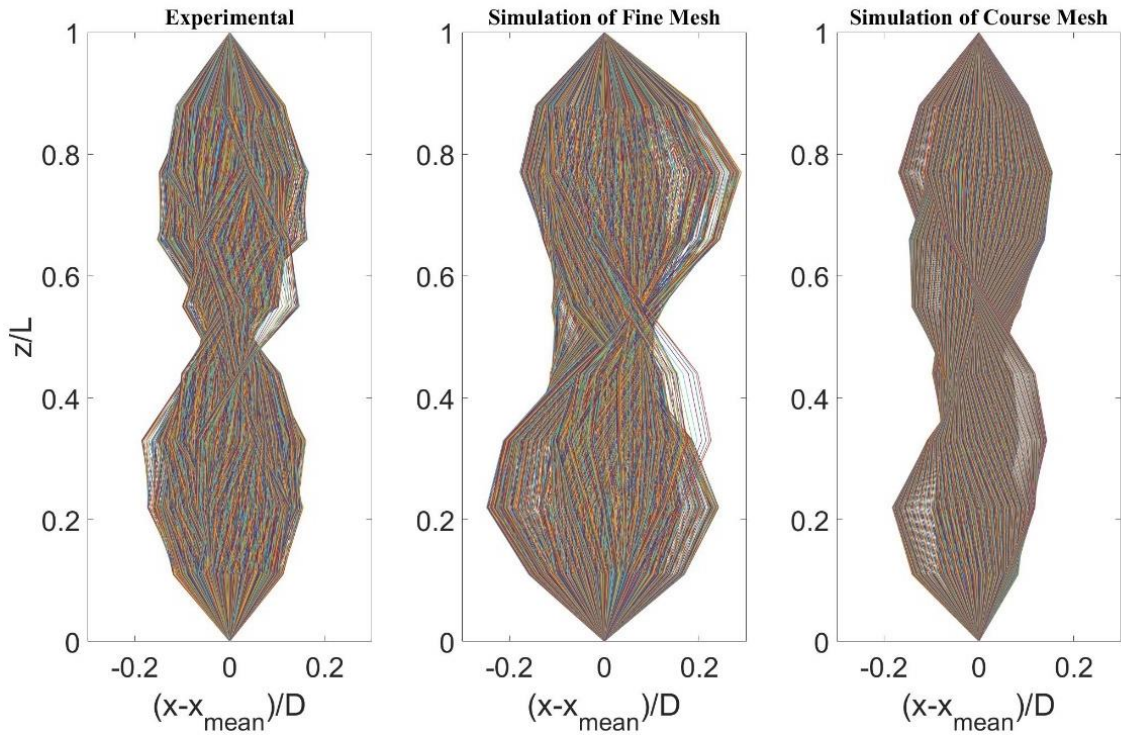 Experimental
Simulation of Fine Mesh
Simulation of Course Mesh
1
0.8
0.6
0.4
0.2
0
z/L
-0.2 0 0.2
(x-x_mean)/D
1
0.8
0.6
0.4
0.2
0
-0.2 0 0.2
(x-x_mean)/D
1
0.8
0.6
0.4
0.2
0
-0.2 0 0.2
(x-x_mean)/D